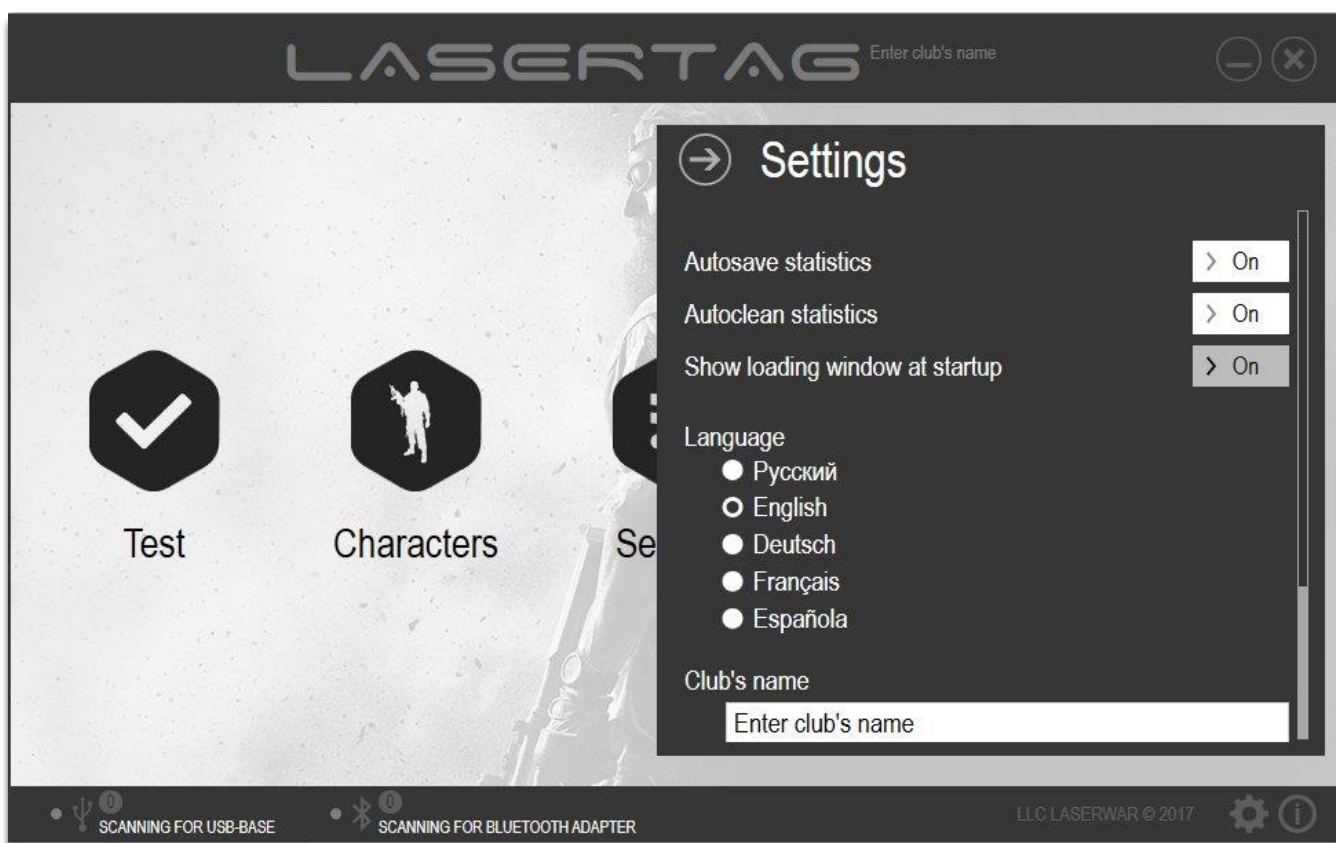 LASERTAG Enter club's name
Settings
Autosave statistics On
Autoclean statistics On
Show loading window at startup On
Language
Русский
English
Deutsch
Français
Española
Test Characters Se
Club's name
Enter club's name
0 0
SCANNING FOR USB-BASE SCANNING FOR BLUETOOTH ADAPTER LLC LASERWAR © 2017